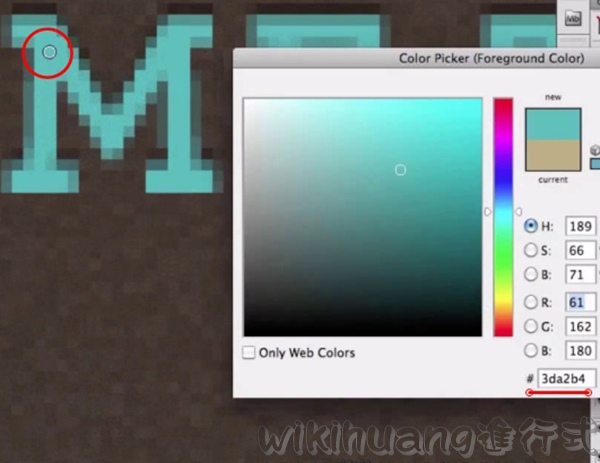 M
Mb
Color Picker (Foreground Color)
new
current
H: 189
S: 66
B: 71
R: 61
G: 162
B: 180
Only Web Colors
# 3da2b4
wikihuang進行式